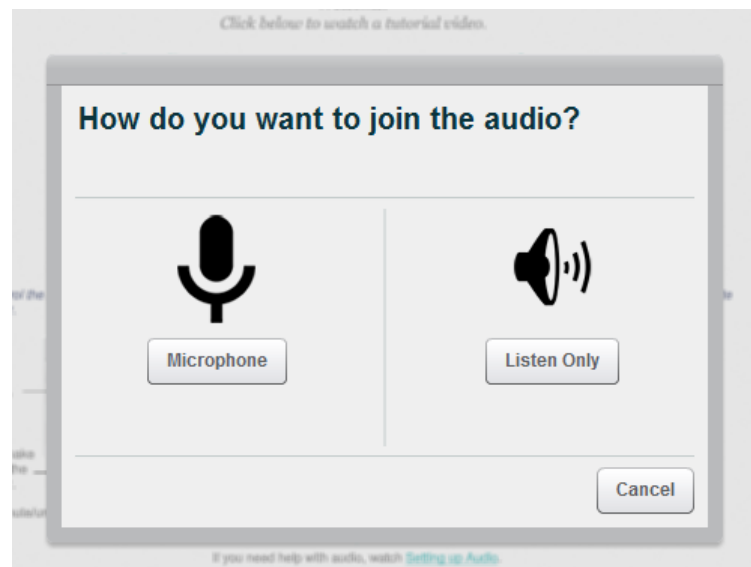 Click below to watch a tutorial video.
How do you want to join the audio?
Microphone
Listen Only
Cancel
If you need help with audio, watch Setting up Audio.